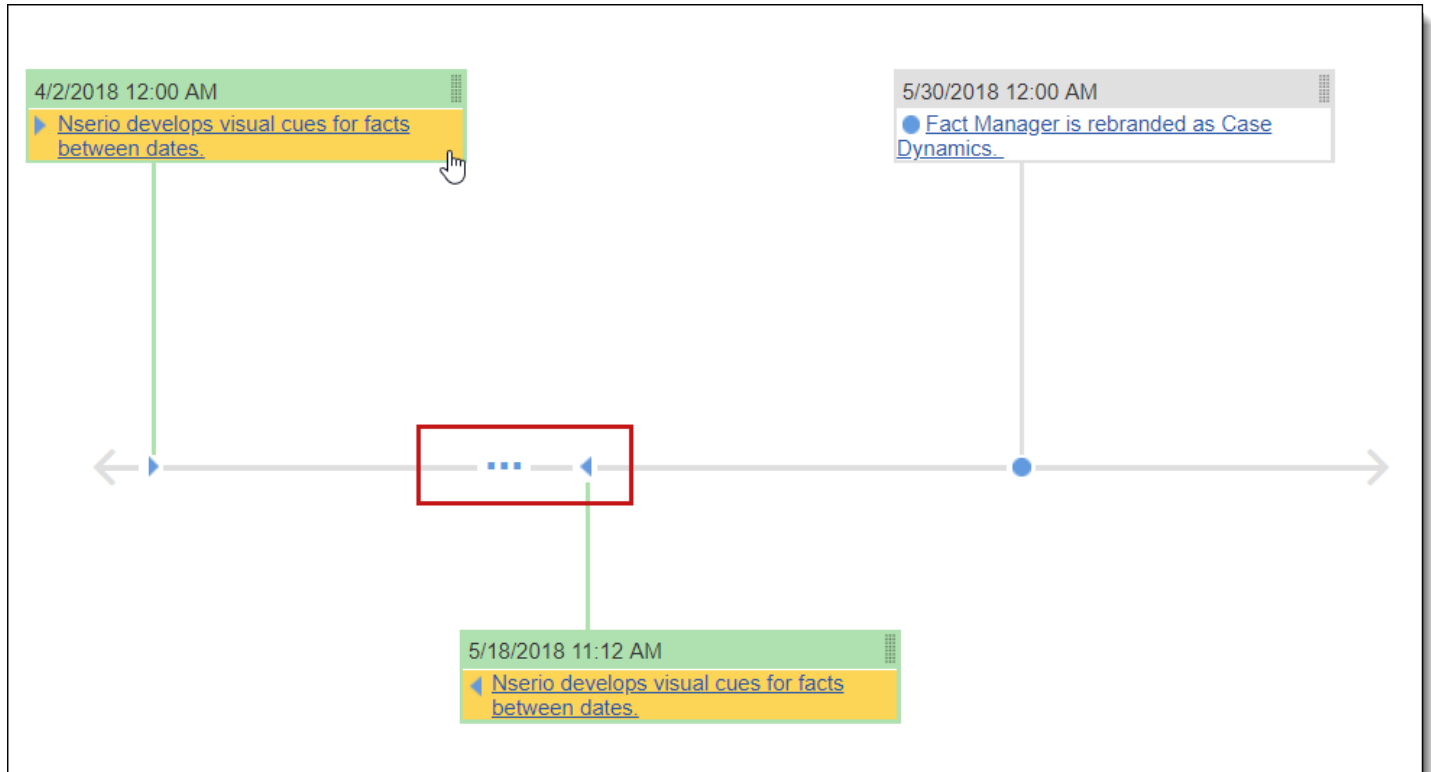 4/2/2018 12:00 AM
Nserio develops visual cues for facts
between dates.
5/30/2018 12:00 AM
Fact Manager is rebranded as Case
Dynamics.
5/18/2018 11:12 AM
Nserio develops visual cues for facts
between dates.